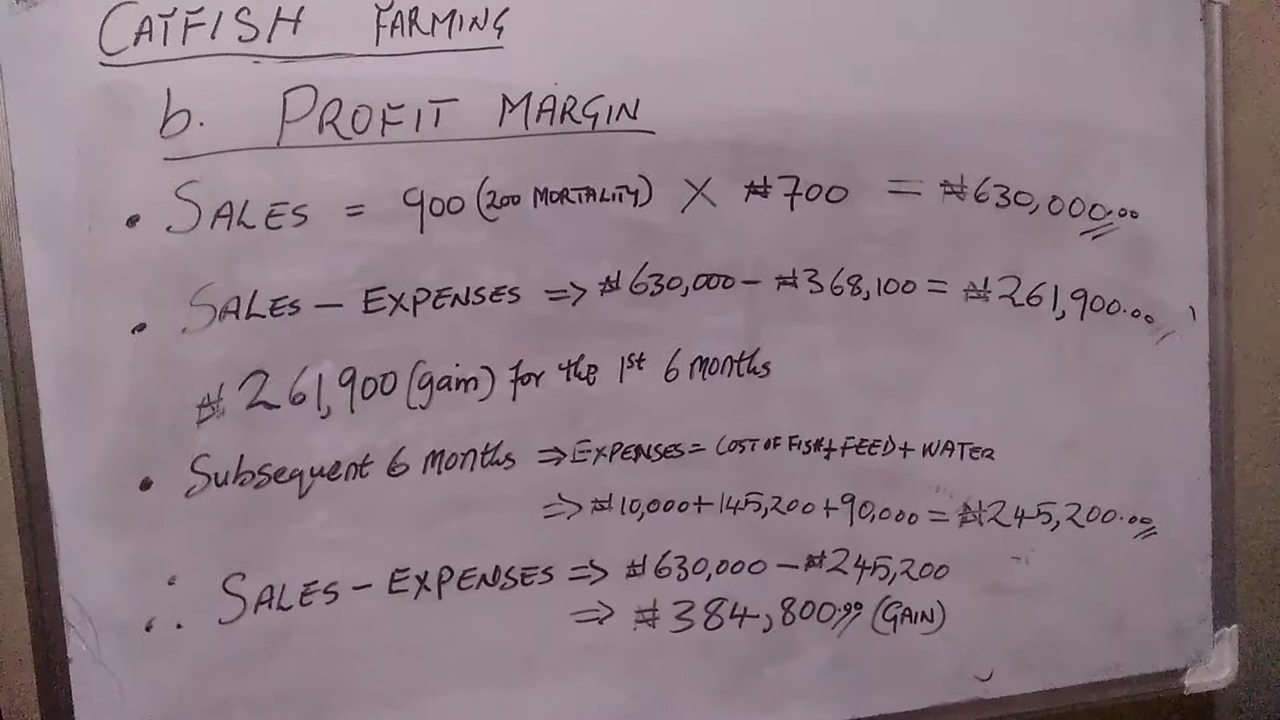 CATFISH FARMING
b. PROFIT MARGIN
• SALES = 900 (200 MORTALITY) X ₦700 = ₦630,000.00
• SALES – EXPENSES => ₦630,000 – ₦368,100 = ₦261,900.00
₦261,900 (gain) for the 1st 6 months
• Subsequent 6 months => EXPENSES = COST OF FISH + FEED + WATER
=> ₦10,000 + 145,200 + 90,000 = ₦245,200.00
∴ SALES – EXPENSES => ₦630,000 – ₦245,200
=> ₦384,800.00 (GAIN)